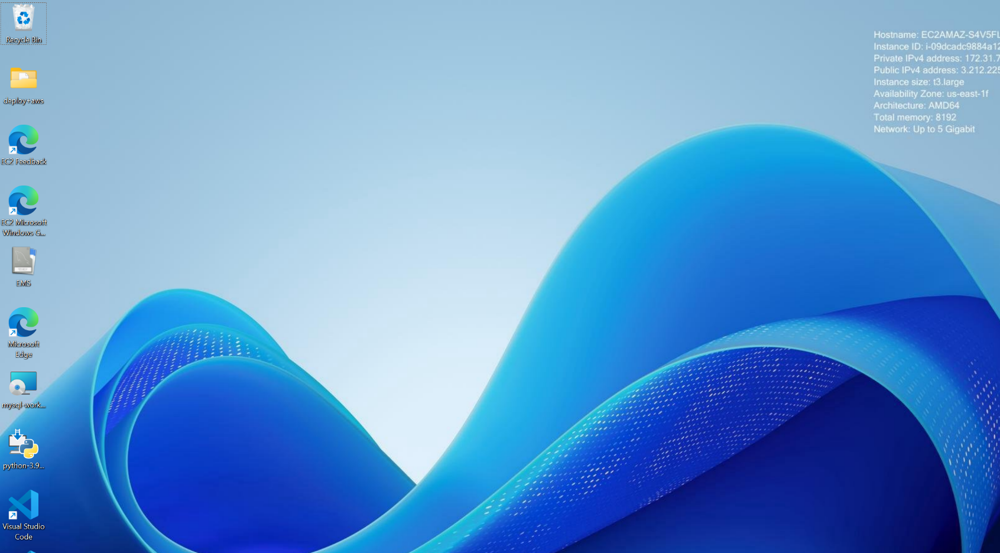 Recycle Bin
deploy+aws
EC2 Feedback
EC2 Microsoft
Windows G...
EMS
Microsoft
Edge
mysql-work...
python-3.9...
Visual Studio
Code
Hostname: EC2AMAZ-S4V5FL
Instance ID: i-09dcadc9884a12
Private IPv4 address: 172.31.7
Public IPv4 address: 3.212.225
Instance size: t3.large
Availability Zone: us-east-1f
Architecture: AMD64
Total memory: 8192
Network: Up to 5 Gigabit